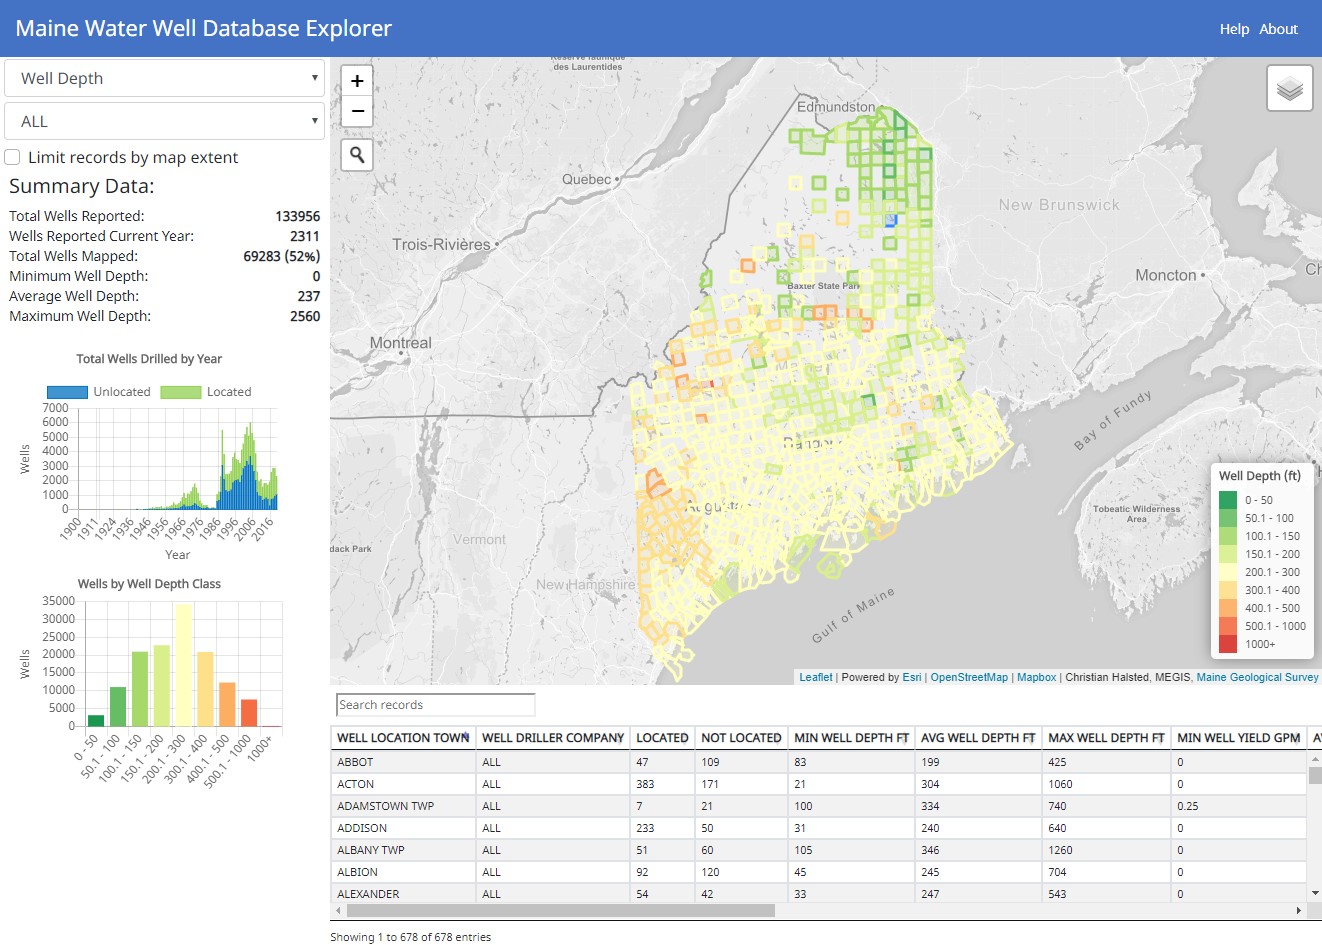 Maine Water Well Database Explorer
Help About
Well Depth
ALL
Limit records by map extent
Summary Data:
Total Wells Reported: 133956
Wells Reported Current Year: 2311
Total Wells Mapped: 69283 (52%)
Minimum Well Depth: 0
Average Well Depth: 237
Maximum Well Depth: 2560
Total Wells Drilled by Year
Unlocated Located
7000
6000
5000
4000
3000
2000
1000
0
Wells
1900 1911 1924 1936 1946 1956 1966 1976 1986 1996 2006 2016
Year
Wells by Well Depth Class
35000
30000
25000
20000
15000
10000
5000
0
Wells
0 - 50 50.1 - 100 100.1 - 150 150.1 - 200 200.1 - 300 300.1 - 400 400.1 - 500 500.1 - 1000 1000+
+
−
Réserve faunique
des Laurentides
Edmundston
Quebec
New Brunswick
Trois-Rivières
Moncton
Ch
Baxter State Park
Montreal
Maine
Bay of Fundy
Bangor
Augusta
Tobeatic Wilderness
Area
dack Park
Vermont
New Hampshire
Gulf of Maine
Well Depth (ft)
0 - 50
50.1 - 100
100.1 - 150
150.1 - 200
200.1 - 300
300.1 - 400
400.1 - 500
500.1 - 1000
1000+
Leaflet | Powered by Esri | OpenStreetMap | Mapbox | Christian Halsted, MEGIS, Maine Geological Survey
Search records
WELL LOCATION TOWN WELL DRILLER COMPANY LOCATED NOT LOCATED MIN WELL DEPTH FT AVG WELL DEPTH FT MAX WELL DEPTH FT MIN WELL YIELD GPM AV
ABBOT ALL 47 109 83 199 425 0
ACTON ALL 383 171 21 304 1060 0
ADAMSTOWN TWP ALL 7 21 100 334 740 0.25
ADDISON ALL 233 50 31 240 640 0
ALBANY TWP ALL 51 60 105 346 1260 0
ALBION ALL 92 120 45 245 704 0
ALEXANDER ALL 54 42 33 247 543 0
Showing 1 to 678 of 678 entries